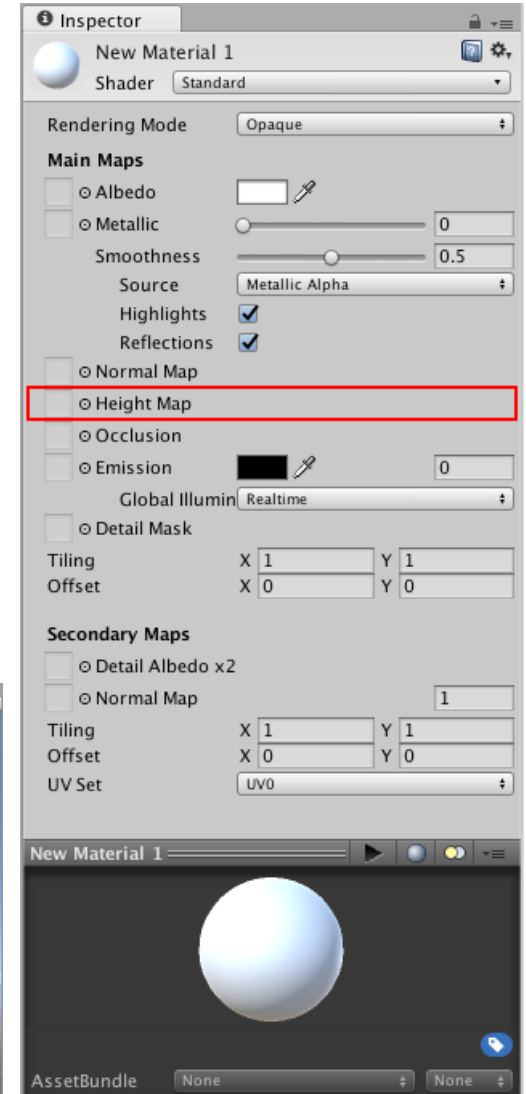 Inspector
New Material 1
Shader Standard
Rendering Mode Opaque
Main Maps
Albedo
Metallic 0
Smoothness 0.5
Source Metallic Alpha
Highlights
Reflections
Normal Map
Height Map
Occlusion
Emission 0
Global Illumin Realtime
Detail Mask
Tiling X 1 Y 1
Offset X 0 Y 0
Secondary Maps
Detail Albedo x2
Normal Map 1
Tiling X 1 Y 1
Offset X 0 Y 0
UV Set UV0
New Material 1
AssetBundle None None